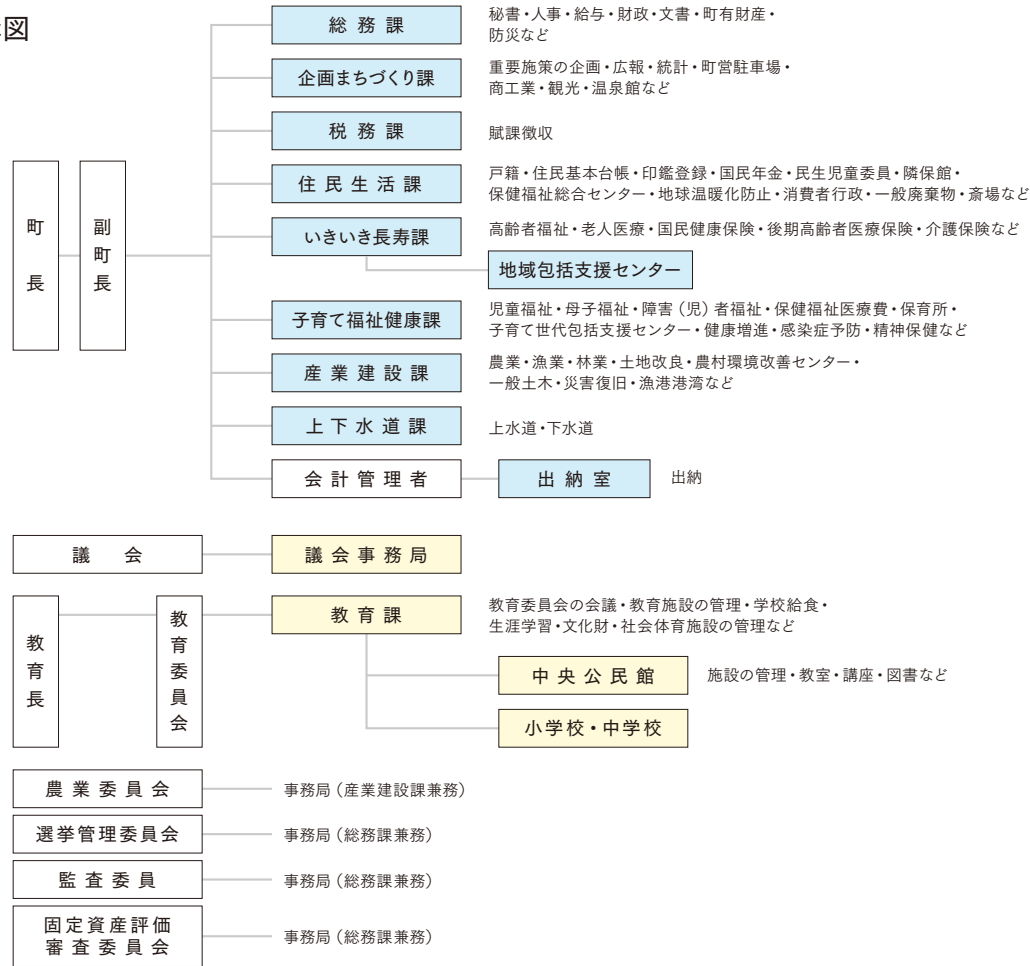 図
総務課
秘書・人事・給与・財政・文書・町有財産・
防災など
企画まちづくり課
重要施策の企画・広報・統計・町営駐車場・
商工業・観光・温泉館など
税務課
賦課徴収
町長
副町長
住民生活課
戸籍・住民基本台帳・印鑑登録・国民年金・民生児童委員・隣保館・
保健福祉総合センター・地球温暖化防止・消費者行政・一般廃棄物・斎場など
いきいき長寿課
高齢者福祉・老人医療・国民健康保険・後期高齢者医療保険・介護保険など
地域包括支援センター
子育て福祉健康課
児童福祉・母子福祉・障害（児）者福祉・保健福祉医療費・保育所・
子育て世代包括支援センター・健康増進・感染症予防・精神保健など
産業建設課
農業・漁業・林業・土地改良・農村環境改善センター・
一般土木・災害復旧・漁港港湾など
上下水道課
上水道・下水道
会計管理者
出納室
出納
議会
議会事務局
教育長
教育委員会
教育課
教育委員会の会議・教育施設の管理・学校給食・
生涯学習・文化財・社会体育施設の管理など
中央公民館
施設の管理・教室・講座・図書など
小学校・中学校
農業委員会
事務局（産業建設課兼務）
選挙管理委員会
事務局（総務課兼務）
監査委員
事務局（総務課兼務）
固定資産評価
審査委員会
事務局（総務課兼務）